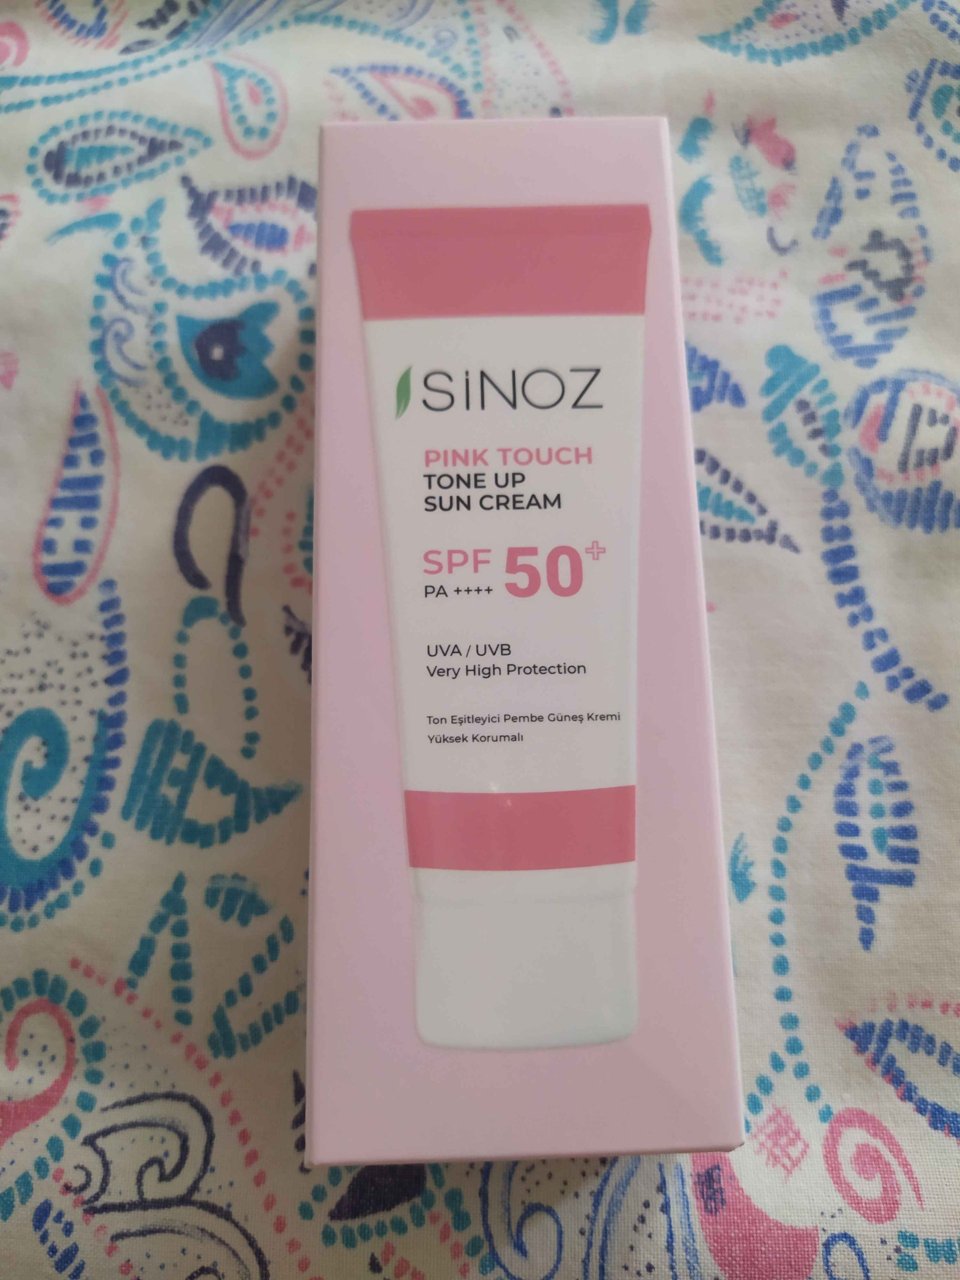 SiNOZ
PINK TOUCH
TONE UP
SUN CREAM
SPF 50+
PA ++++
UVA / UVB
Very High Protection
Ton Eşitleyici Pembe Güneş Kremi
Yüksek Korumalı